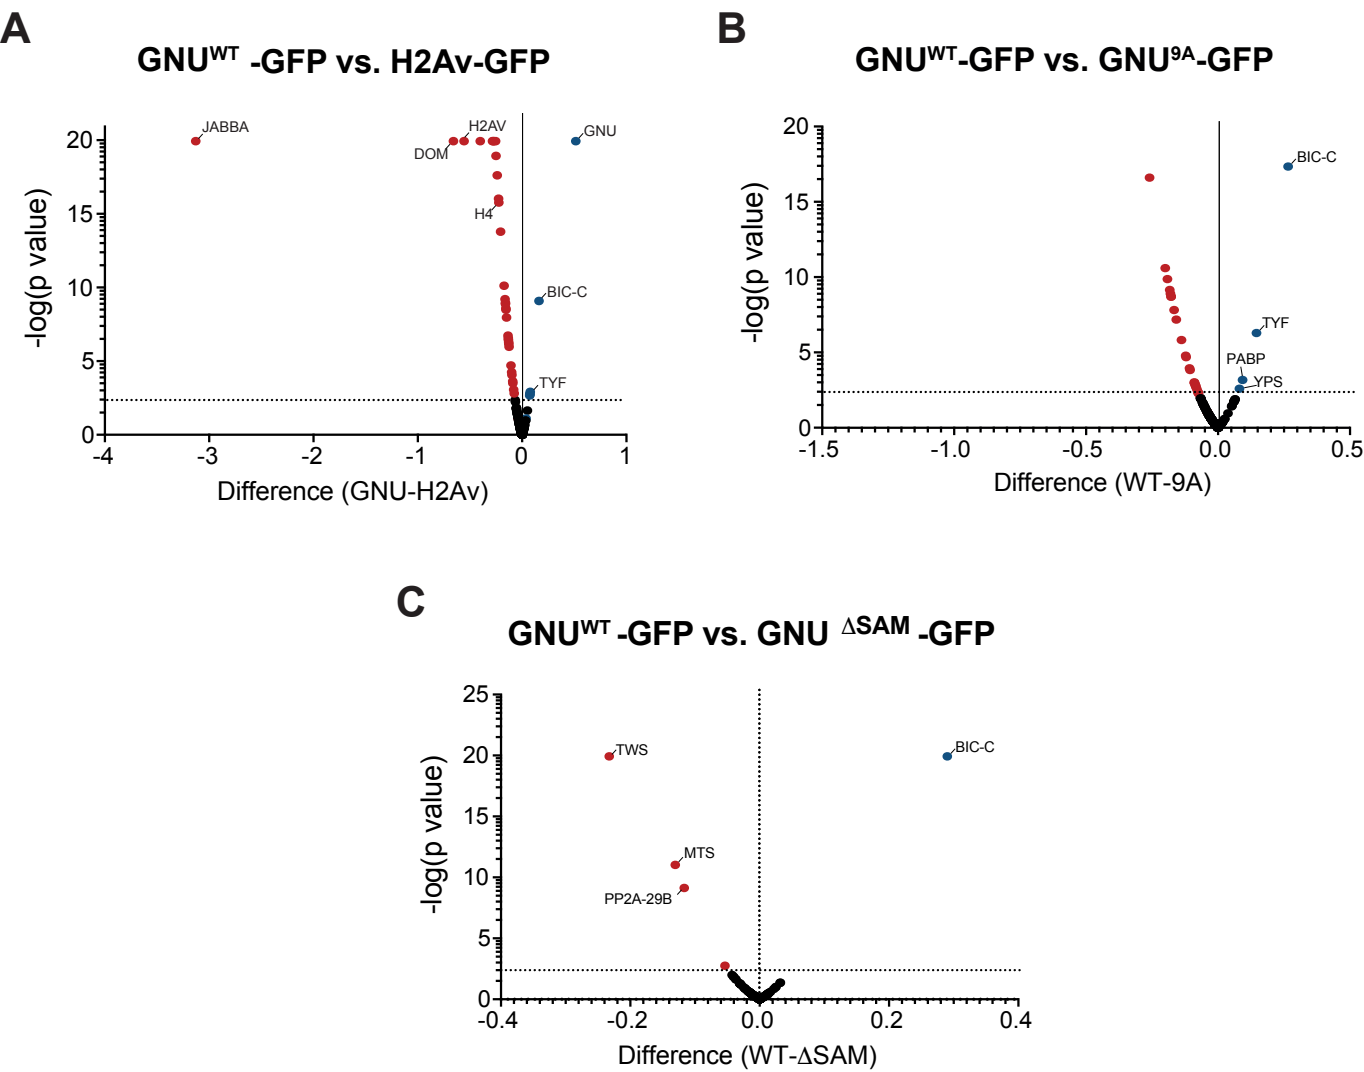 A
GNUWT -GFP vs. H2Av-GFP
-log(p value)
20
15
10
5
0
JABBA
H2AV
DOM
GNU
H4
BIC-C
TYF
-4 -3 -2 -1 0 1
Difference (GNU-H2Av)
B
GNUWT-GFP vs. GNU9A-GFP
-log(p value)
20
15
10
5
0
BIC-C
TYF
PABP
YPS
-1.5 -1.0 -0.5 0.0 0.5
Difference (WT-9A)
C
GNUWT -GFP vs. GNU ΔSAM -GFP
-log(p value)
25
20
15
10
5
0
TWS
BIC-C
MTS
PP2A-29B
-0.4 -0.2 0.0 0.2 0.4
Difference (WT-ΔSAM)